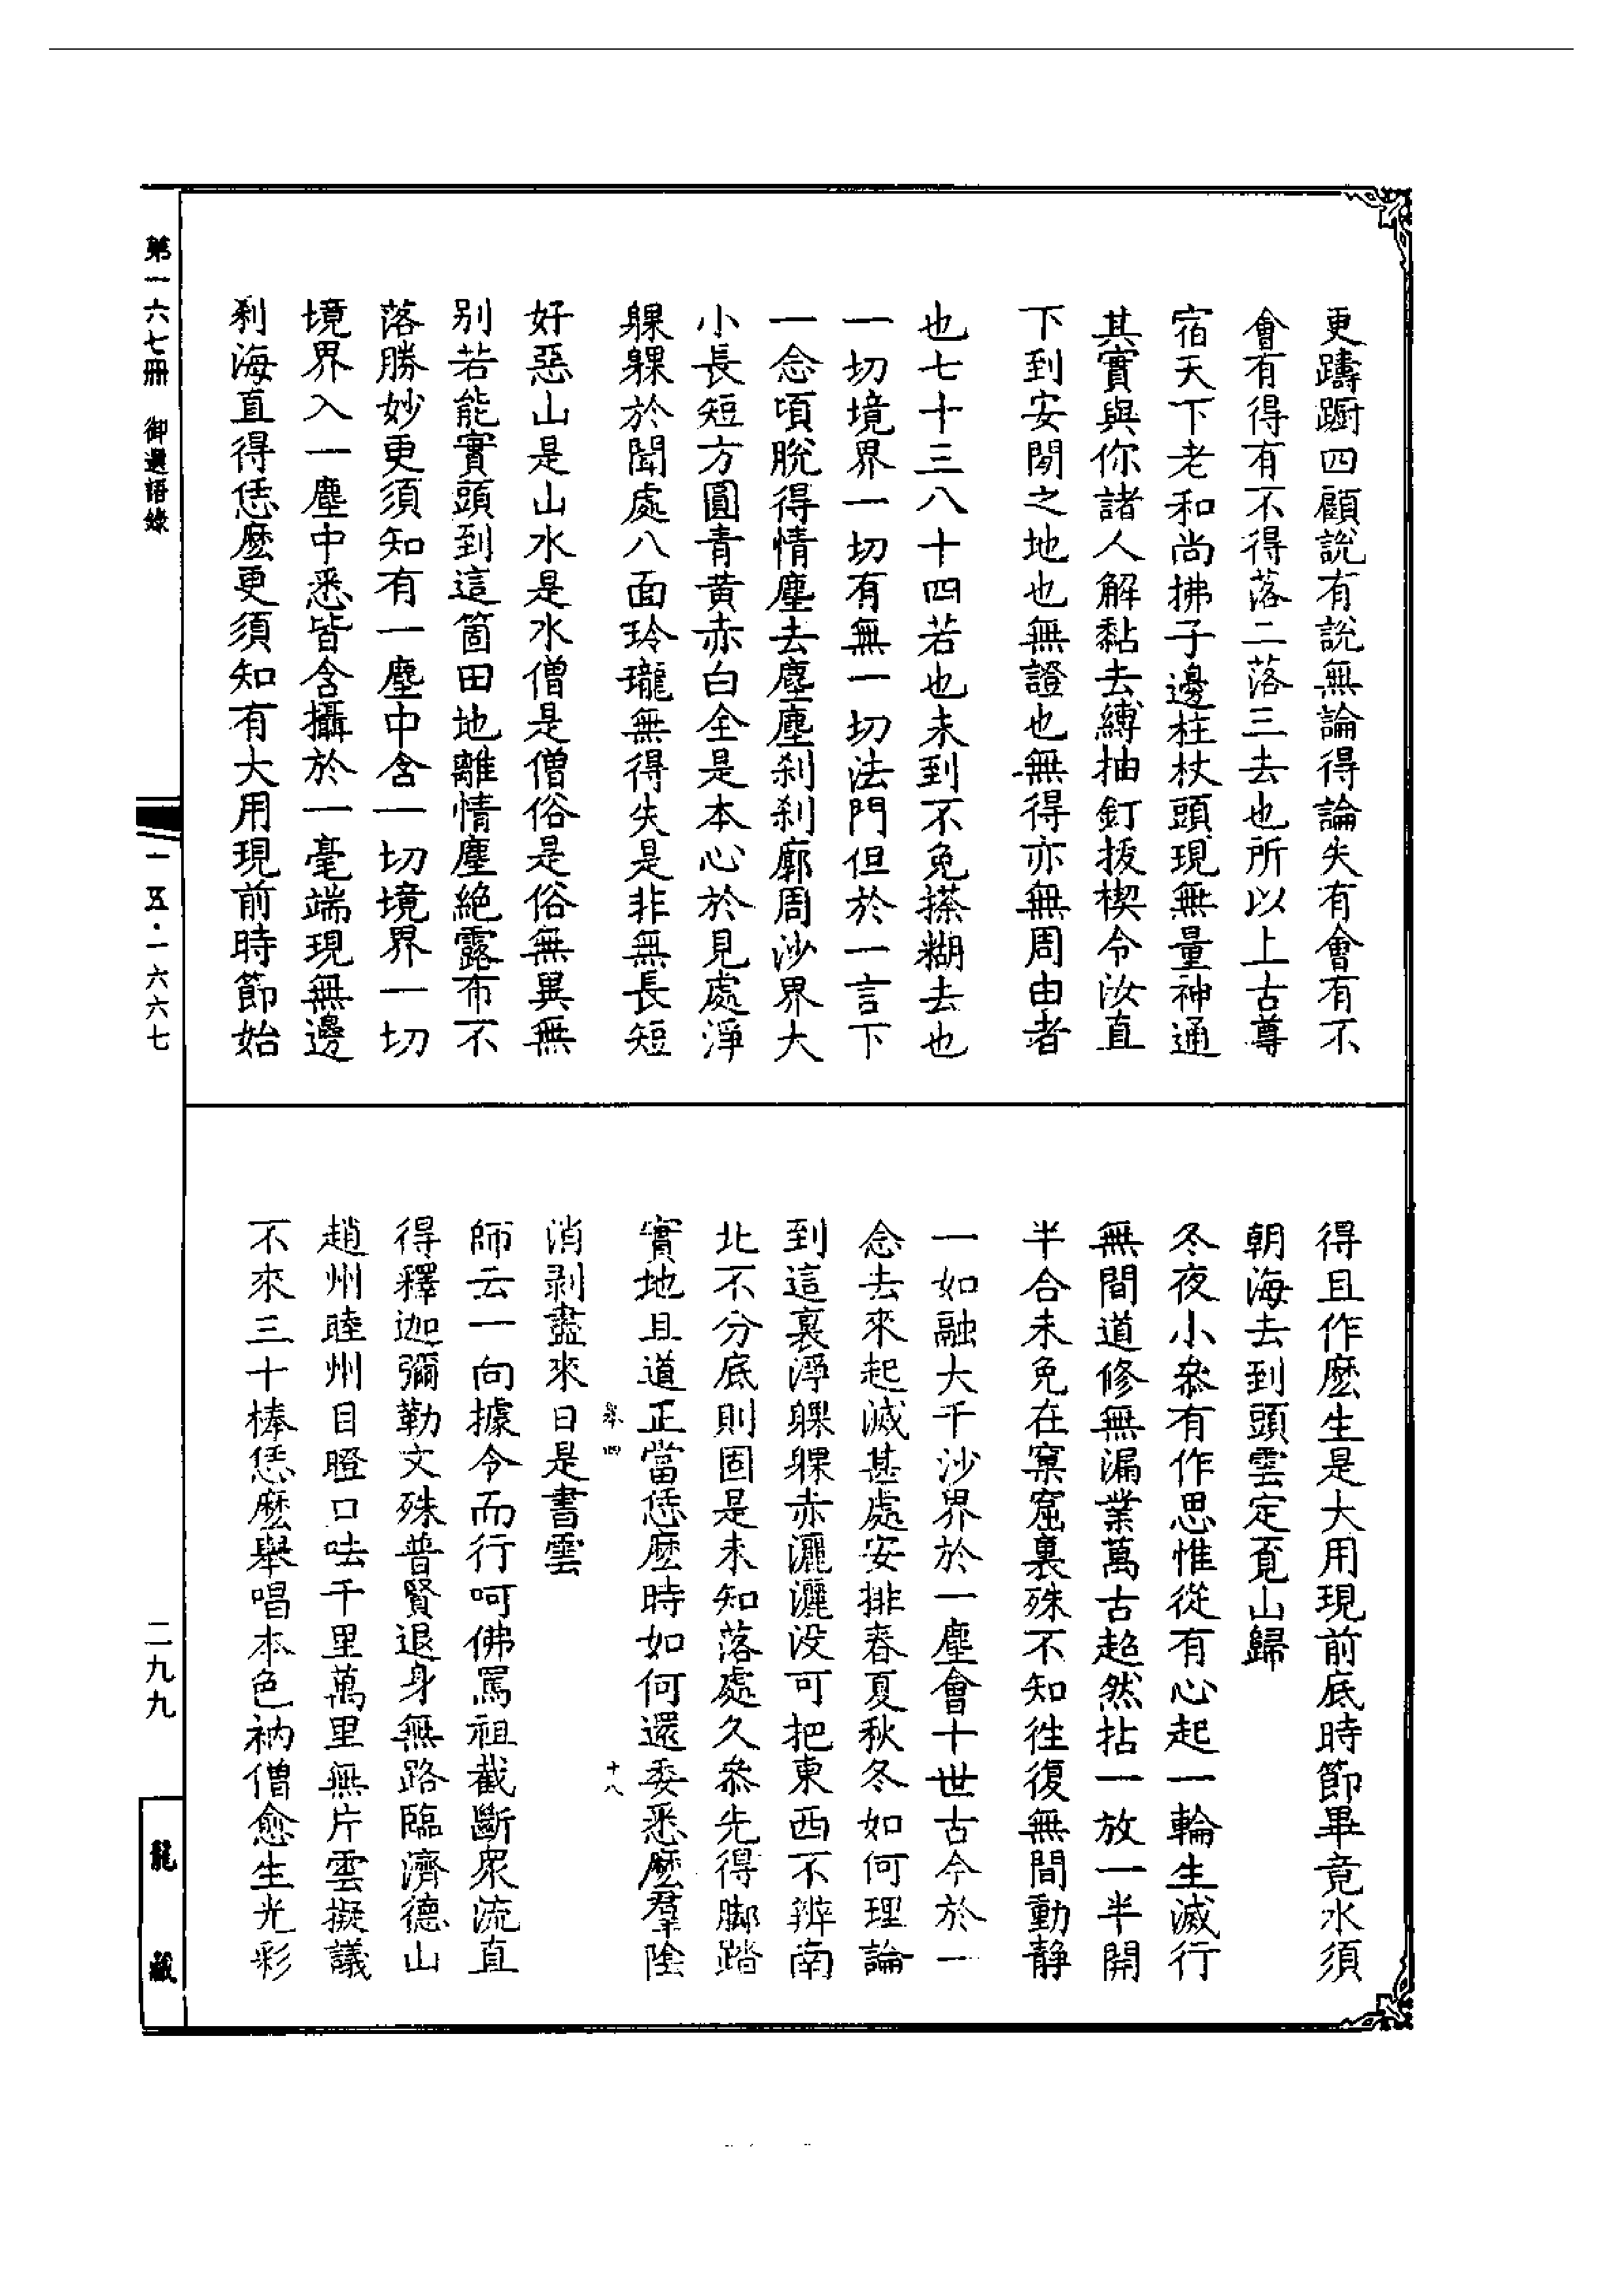 更躊蹰四顧說有說無論得論失有會有不
會有得有不得落二落三去也所以上古尊
宿天下老和尚拂子邊柱杖頭現無量神通
其實與你諸人解黏去縛抽釘拔楔令汝直
下到安閒之地也無證也無得亦無周由者
也七十三八十四若也未到不免搽糊去也
一切境界一切有無一切法門但於一言下
一念頃脫得情塵去塵塵刹刹廓周沙界大
小長短方圓青黄赤白全是本心於見處淨
躶躶於聞處八面玲瓏無得失是非無長短
好惡山是山水是水僧是僧俗是俗無異無
別若能實頭到這箇田地離情塵絕露布不
落勝妙更須知有一塵中含一切境界一切
境界入一塵中悉皆含攝於一毫端現無邊
刹海直得恁麽更須知有大用現前時節始
得且作麽生是大用現前底時節畢竟水須
朝海去到頭雲定覓山歸
冬夜小叅有作思惟從有心起一輪生滅行
無間道修無漏業萬古超然拈一放一半開
半合未免在窠窟裏殊不知徃復無間動靜
一如融大千沙界於一塵會十世古今於一
念去來起滅甚處安排春夏秋冬如何理論
到這裏淨躶躶赤灑灑没可把東西不辨南
北不分底則固是未知落處久叅先得腳踏
實地且道正當恁麽時如何還委悉麽羣陰
消剥盡來日是書雲
師云一向據令而行呵佛罵祖截斷衆流直
得釋迦彌勒文殊普賢退身無路臨濟德山
趙州睦州目瞪口呿千里萬里無片雲擬議
不來三十棒恁麽舉唱本色衲僧愈生光彩
十八
第一六七冊 御選語錄
一五·一六六七
二九九
龍藏